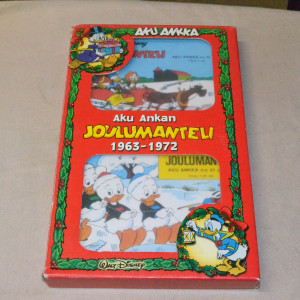 AKU ANKKA
Aku Ankan
JOULUMANTELI
1963-1972
JOULUMAN
Walt Disney